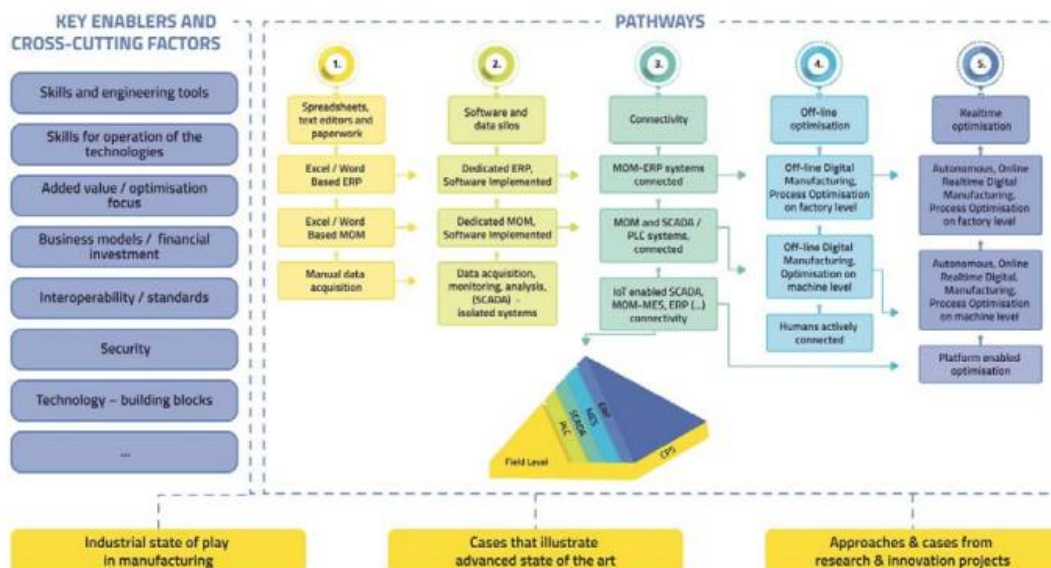 KEY ENABLERS AND
CROSS-CUTTING FACTORS
Skills and engineering tools
Skills for operation of the
technologies
Added value / optimisation
focus
Business models / financial
investment
Interoperability / standards
Security
Technology – building blocks
...
PATHWAYS
1.
Spreadsheets,
text editors and
paperwork
Excel / Word
Based ERP
Excel / Word
Based MOM
Manual data
acquisition
2.
Software and
data silos
Dedicated ERP,
Software Implemented
Dedicated MOM,
Software Implemented
Data acquisition,
monitoring, analysis,
(SCADA) -
isolated systems
3.
Connectivity
MOM-ERP systems
connected
MOM and SCADA /
PLC systems,
connected
IoT enabled SCADA,
MOM-MES, ERP (...)
connectivity
4.
Off-line
optimisation
Off-line Digital
Manufacturing,
Process Optimisation
on factory level
Off-line Digital
Manufacturing,
Optimisation on
machine level
Humans actively
connected
5.
Realtime
optimisation
Autonomous, Online
Realtime Digital
Manufacturing,
Process Optimisation
on factory level
Autonomous, Online
Realtime Digital,
Manufacturing,
Process Optimisation
on machine level
Platform enabled
optimisation
Field Level
PLC
SCADA
MES
ERP
CPS
Industrial state of play
in manufacturing
Cases that illustrate
advanced state of the art
Approaches & cases from
research & innovation projects